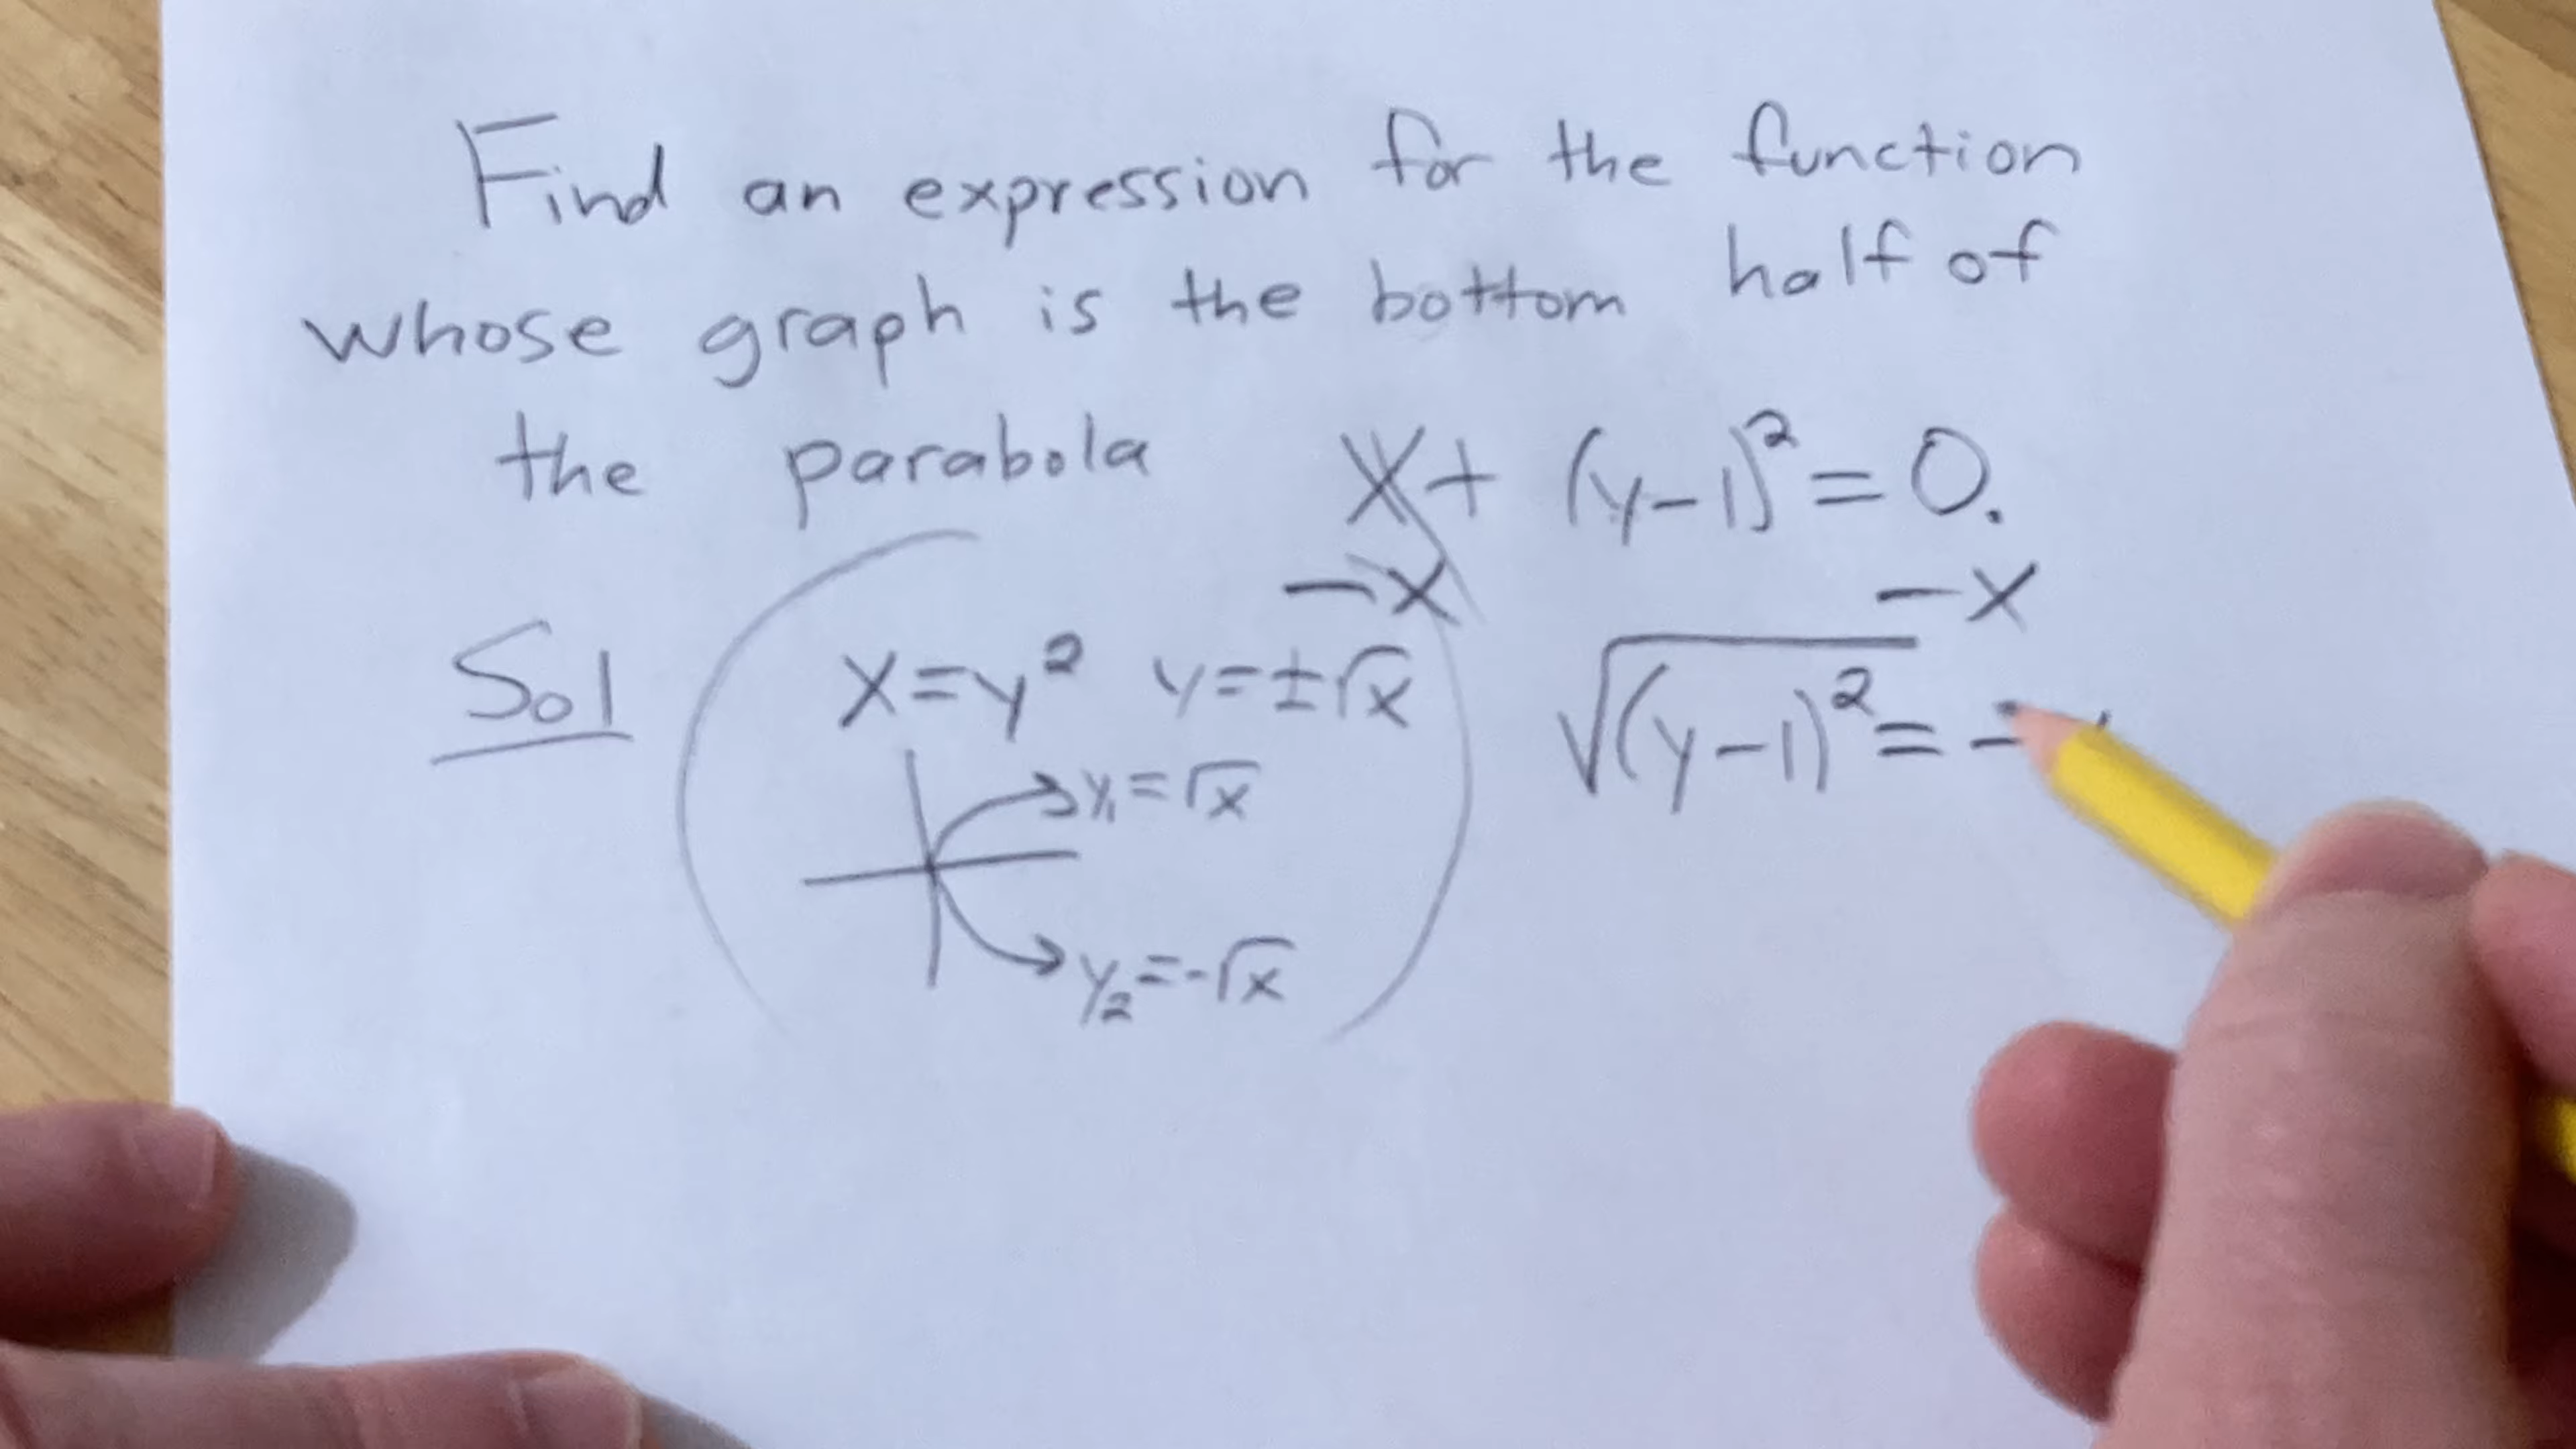 Find an expression for the function
whose graph is the bottom half of
the parabola x + (y-1)² = 0.
-x -x
Sol x=y² y=±√x √(y-1)² = -
y₁=√x
y₂=-√x